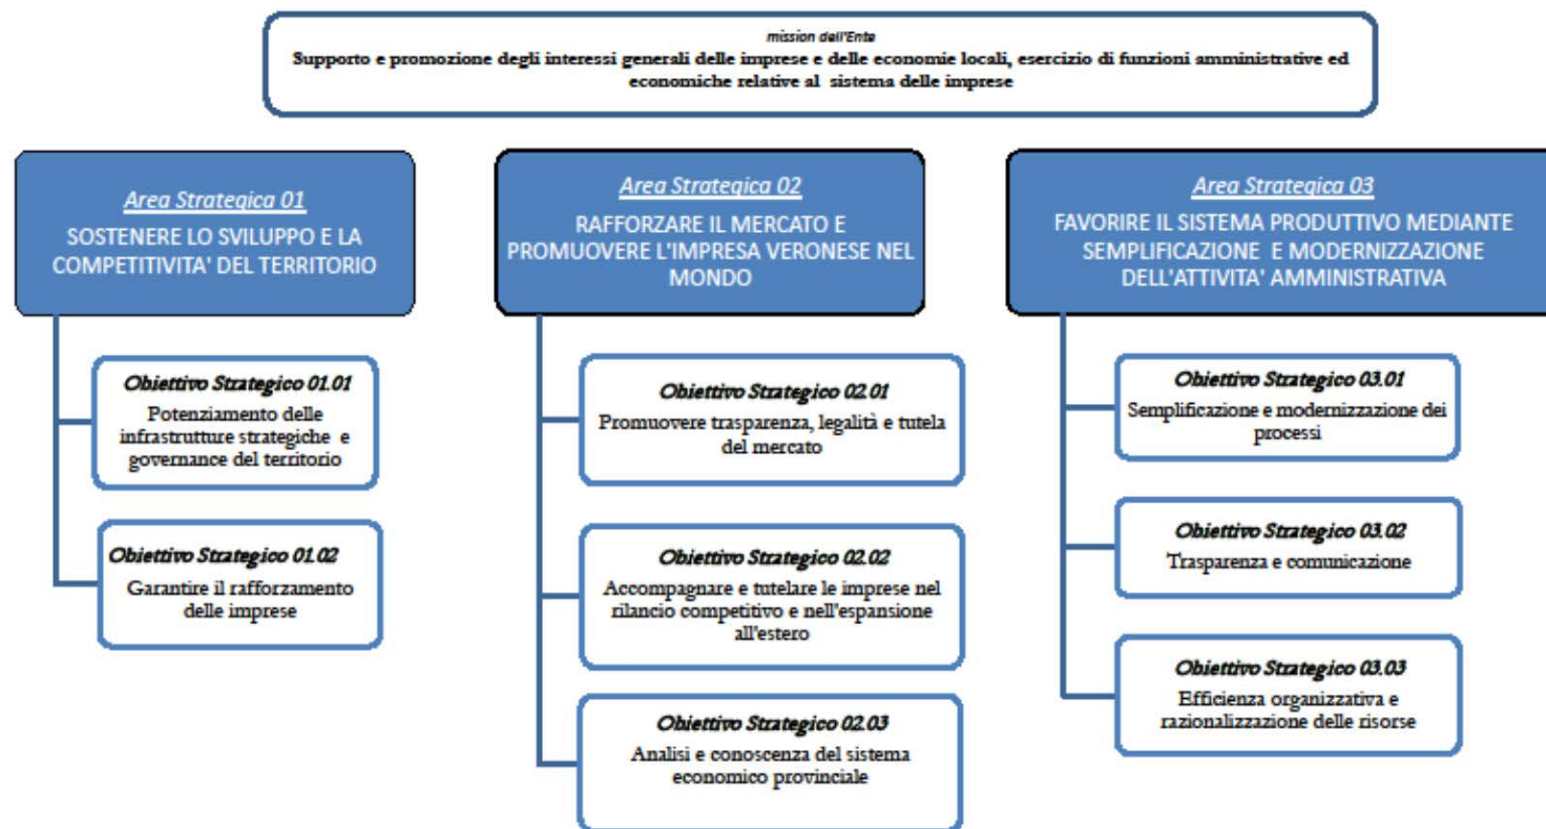 mission dell'Ente
Supporto e promozione degli interessi generali delle imprese e delle economie locali, esercizio di funzioni amministrative ed
economiche relative al sistema delle imprese
Area Strategica 01
SOSTENERE LO SVILUPPO E LA
COMPETITIVITA' DEL TERRITORIO
Obiettivo Strategico 01.01
Potenziamento delle
infrastrutture strategiche e
governance del territorio
Obiettivo Strategico 01.02
Garantire il rafforzamento
delle imprese
Area Strategica 02
RAFFORZARE IL MERCATO E
PROMUOVERE L'IMPRESA VERONESE NEL
MONDO
Obiettivo Strategico 02.01
Promuovere trasparenza, legalità e tutela
del mercato
Obiettivo Strategico 02.02
Accompagnare e tutelare le imprese nel
rilancio competitivo e nell'espansione
all'estero
Obiettivo Strategico 02.03
Analisi e conoscenza del sistema
economico provinciale
Area Strategica 03
FAVORIRE IL SISTEMA PRODUTTIVO MEDIANTE
SEMPLIFICAZIONE E MODERNIZZAZIONE
DELL'ATTIVITA' AMMINISTRATIVA
Obiettivo Strategico 03.01
Semplificazione e modernizzazione dei
processi
Obiettivo Strategico 03.02
Trasparenza e comunicazione
Obiettivo Strategico 03.03
Efficienza organizzativa e
razionalizzazione delle risorse